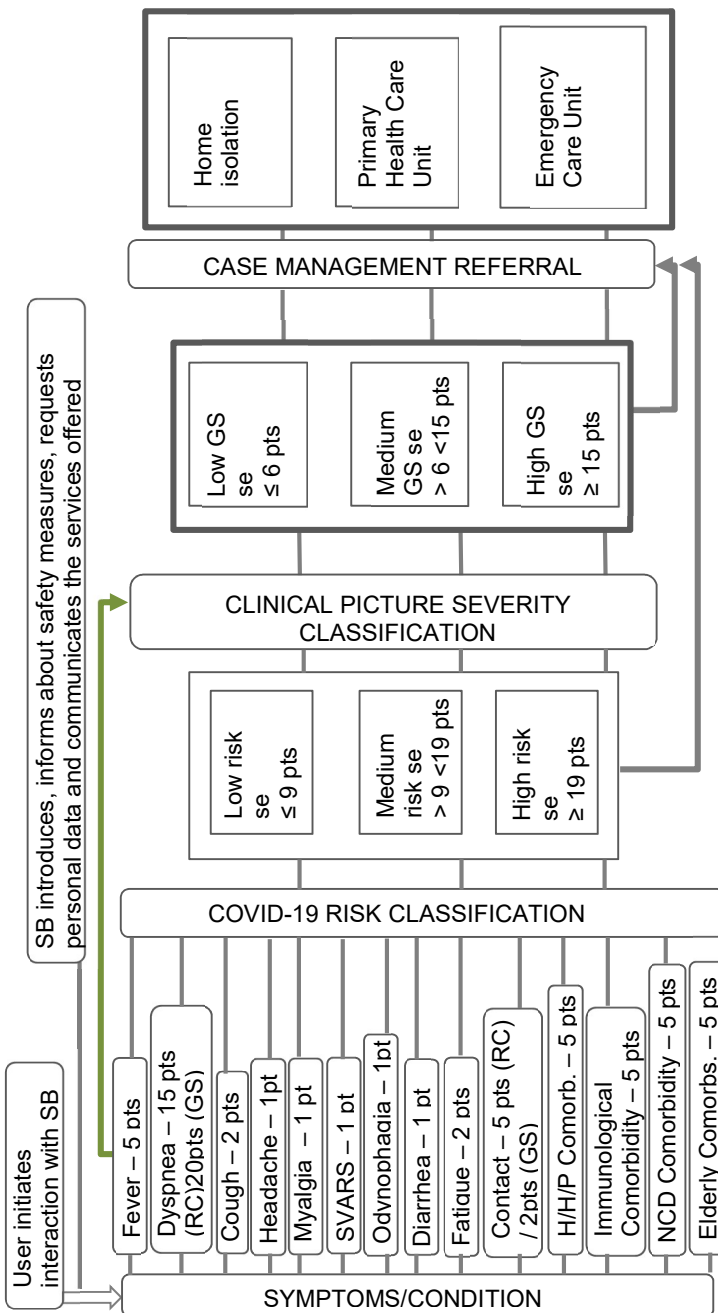 User initiates
interaction with SB
SB introduces, informs about safety measures, requests
personal data and communicates the services offered
SYMPTOMS/CONDITION
Fever – 5 pts
Dyspnea – 15 pts
(RC)20pts (GS)
Cough – 2 pts
Headache – 1pt
Myalgia – 1 pt
SVARS – 1 pt
Odvnophadia – 1pt
Diarrhea – 1 pt
Fatique – 2 pts
Contact – 5 pts (RC)
/ 2pts (GS)
H/H/P Comorb. – 5 pts
Immunological
Comorbidity – 5 pts
NCD Comorbidity – 5 pts
Elderly Comorbs. – 5 pts
COVID-19 RISK CLASSIFICATION
Low risk
se
≤ 9 pts
Medium
risk se
> 9 <19 pts
High risk
se
≥ 19 pts
CLINICAL PICTURE SEVERITY
CLASSIFICATION
Low GS
se
≤ 6 pts
Medium
GS se
> 6 <15 pts
High GS
se
≥ 15 pts
CASE MANAGEMENT REFERRAL
Home
isolation
Primary
Health Care
Unit
Emergency
Care Unit